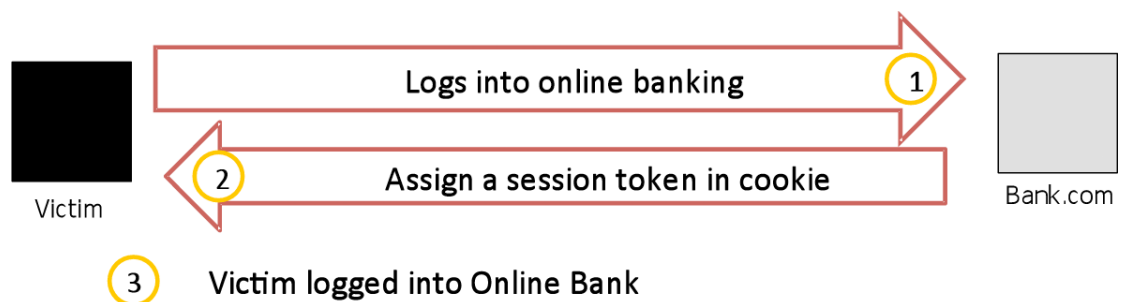 Logs into online banking
1
2
Assign a session token in cookie
Victim
Bank.com
3 Victim logged into Online Bank